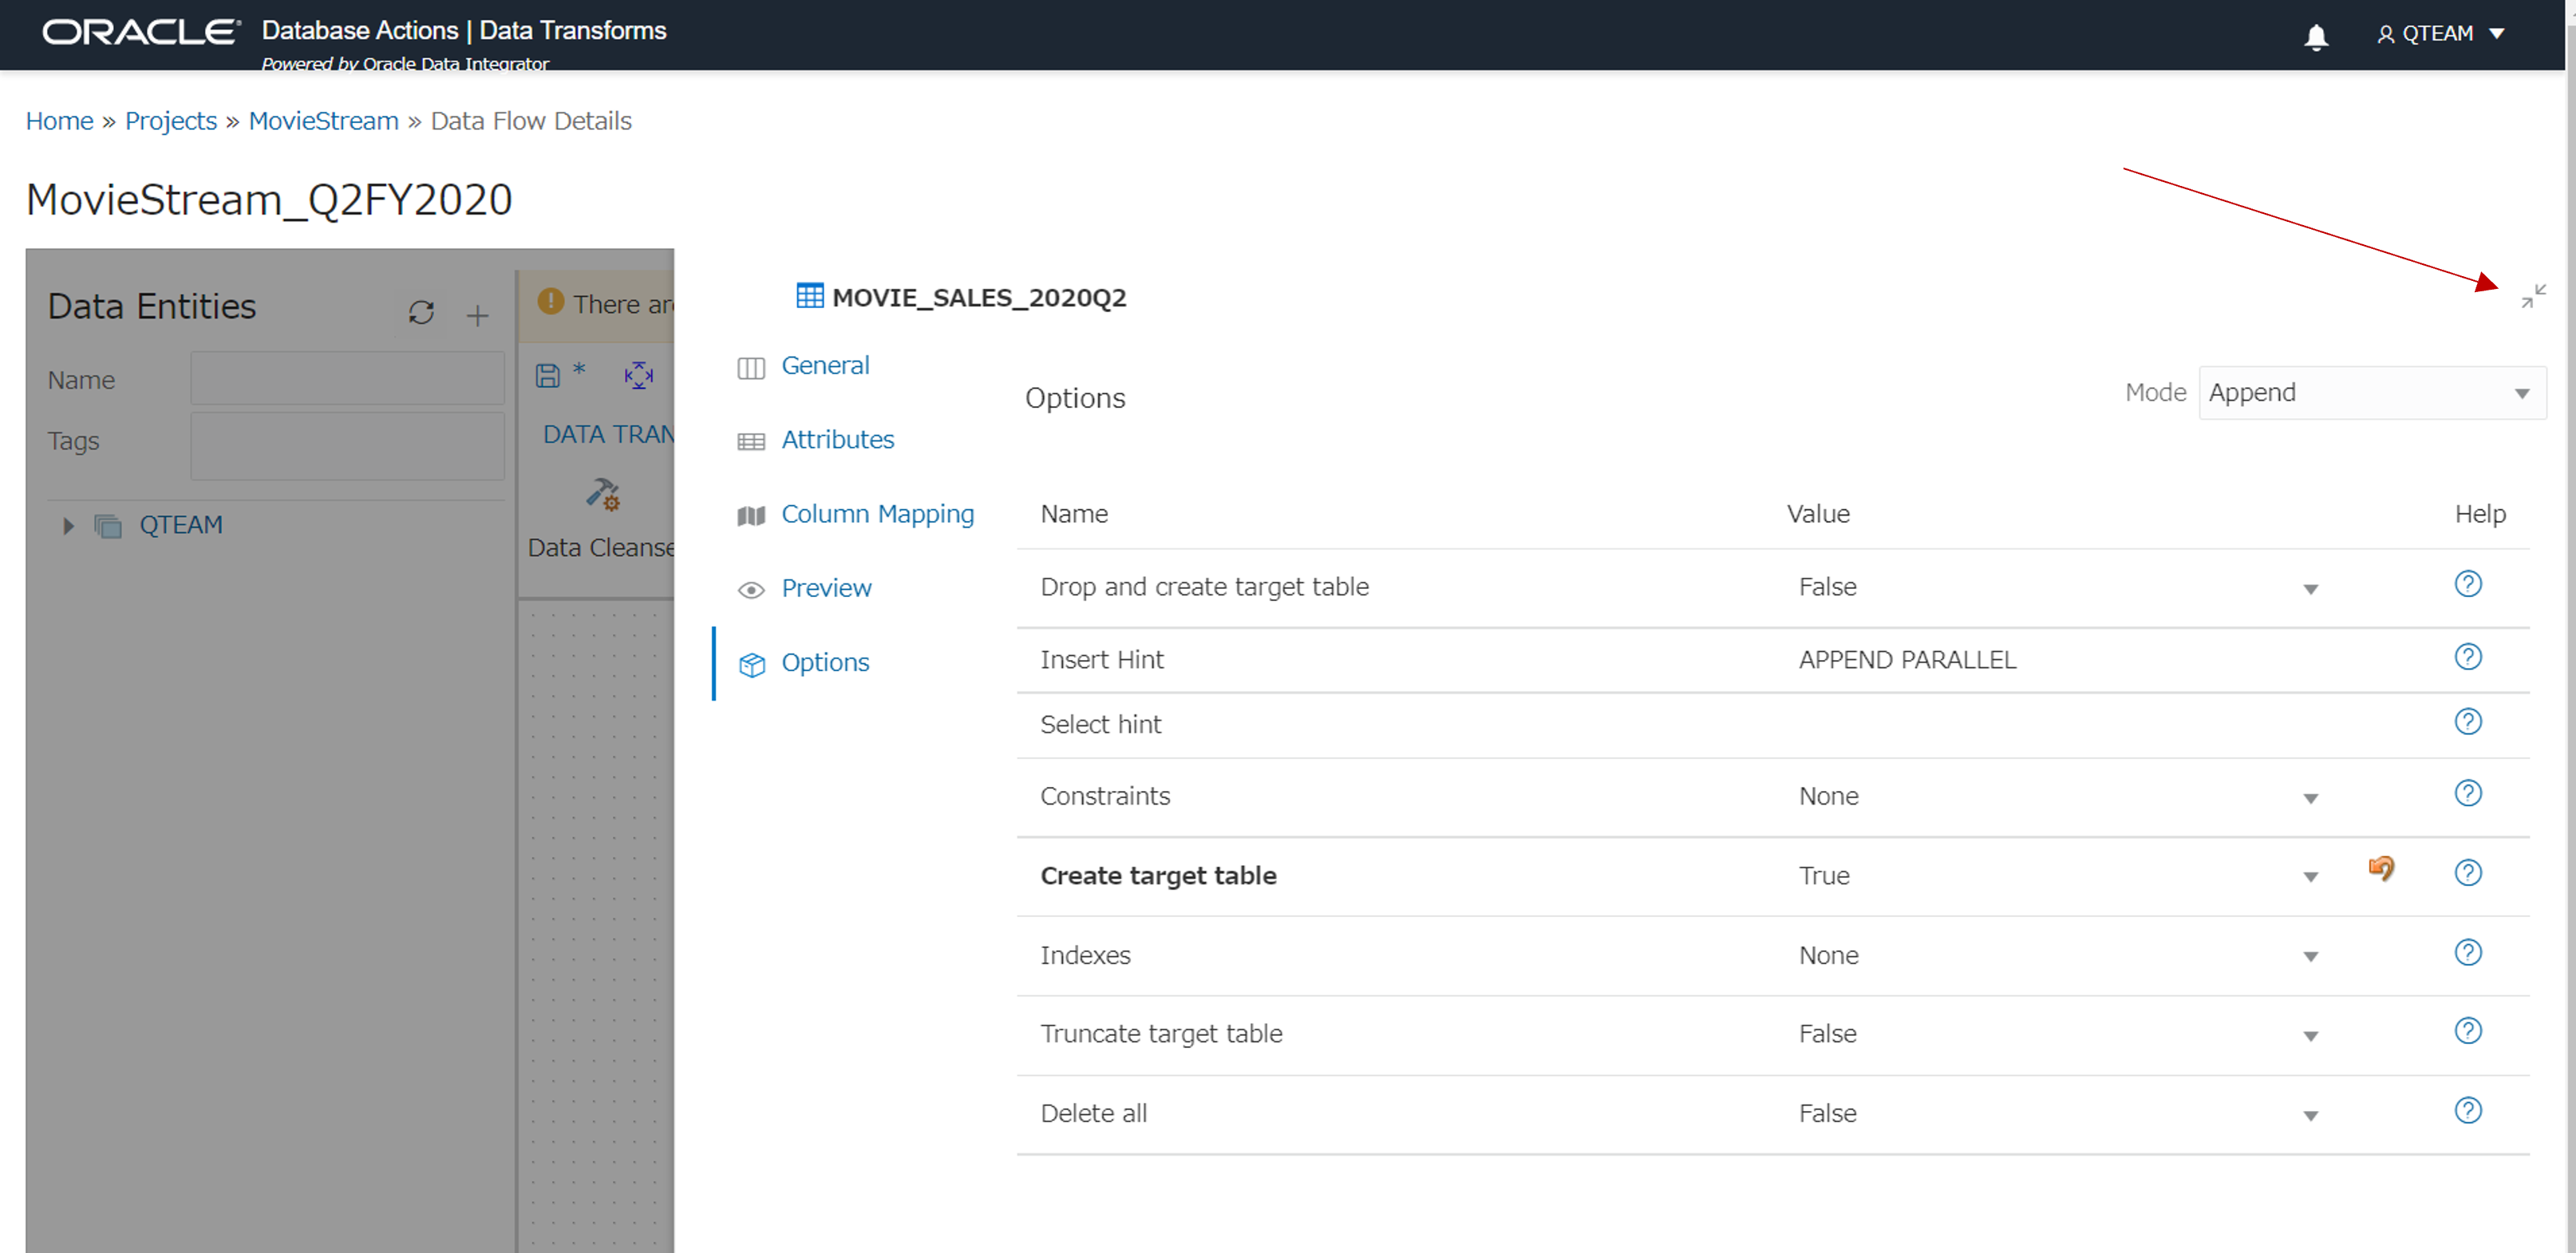 ORACLE Database Actions | Data Transforms
Powered by Oracle Data Integrator
QTEAM
Home » Projects » MovieStream » Data Flow Details
MovieStream_Q2FY2020
Data Entities
Name
Tags
QTEAM
There
*
DATA
Data Cleanse
MOVIE_SALES_2020Q2
General
Attributes
Column Mapping
Preview
Options
Options
Mode Append
Name Value Help
Drop and create target table False
Insert Hint APPEND PARALLEL
Select hint
Constraints None
Create target table True
Indexes None
Truncate target table False
Delete all False